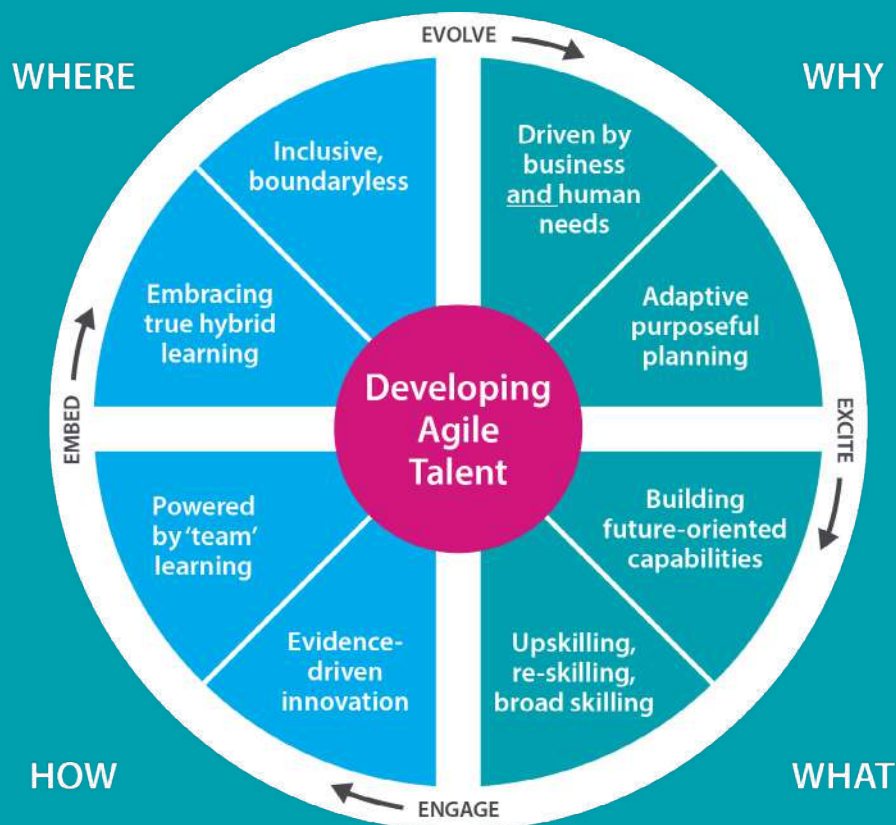 EVOLVE
WHERE
WHY
Inclusive,
boundaryless
Driven by
business
and human
needs
Embracing
true hybrid
learning
Adaptive
purposeful
planning
Developing
Agile
Talent
EMBED
EXCITE
Powered
by ‘team’
learning
Building
future-oriented
capabilities
Evidence-
driven
innovation
Upskilling,
re-skilling,
broad skilling
HOW
WHAT
ENGAGE